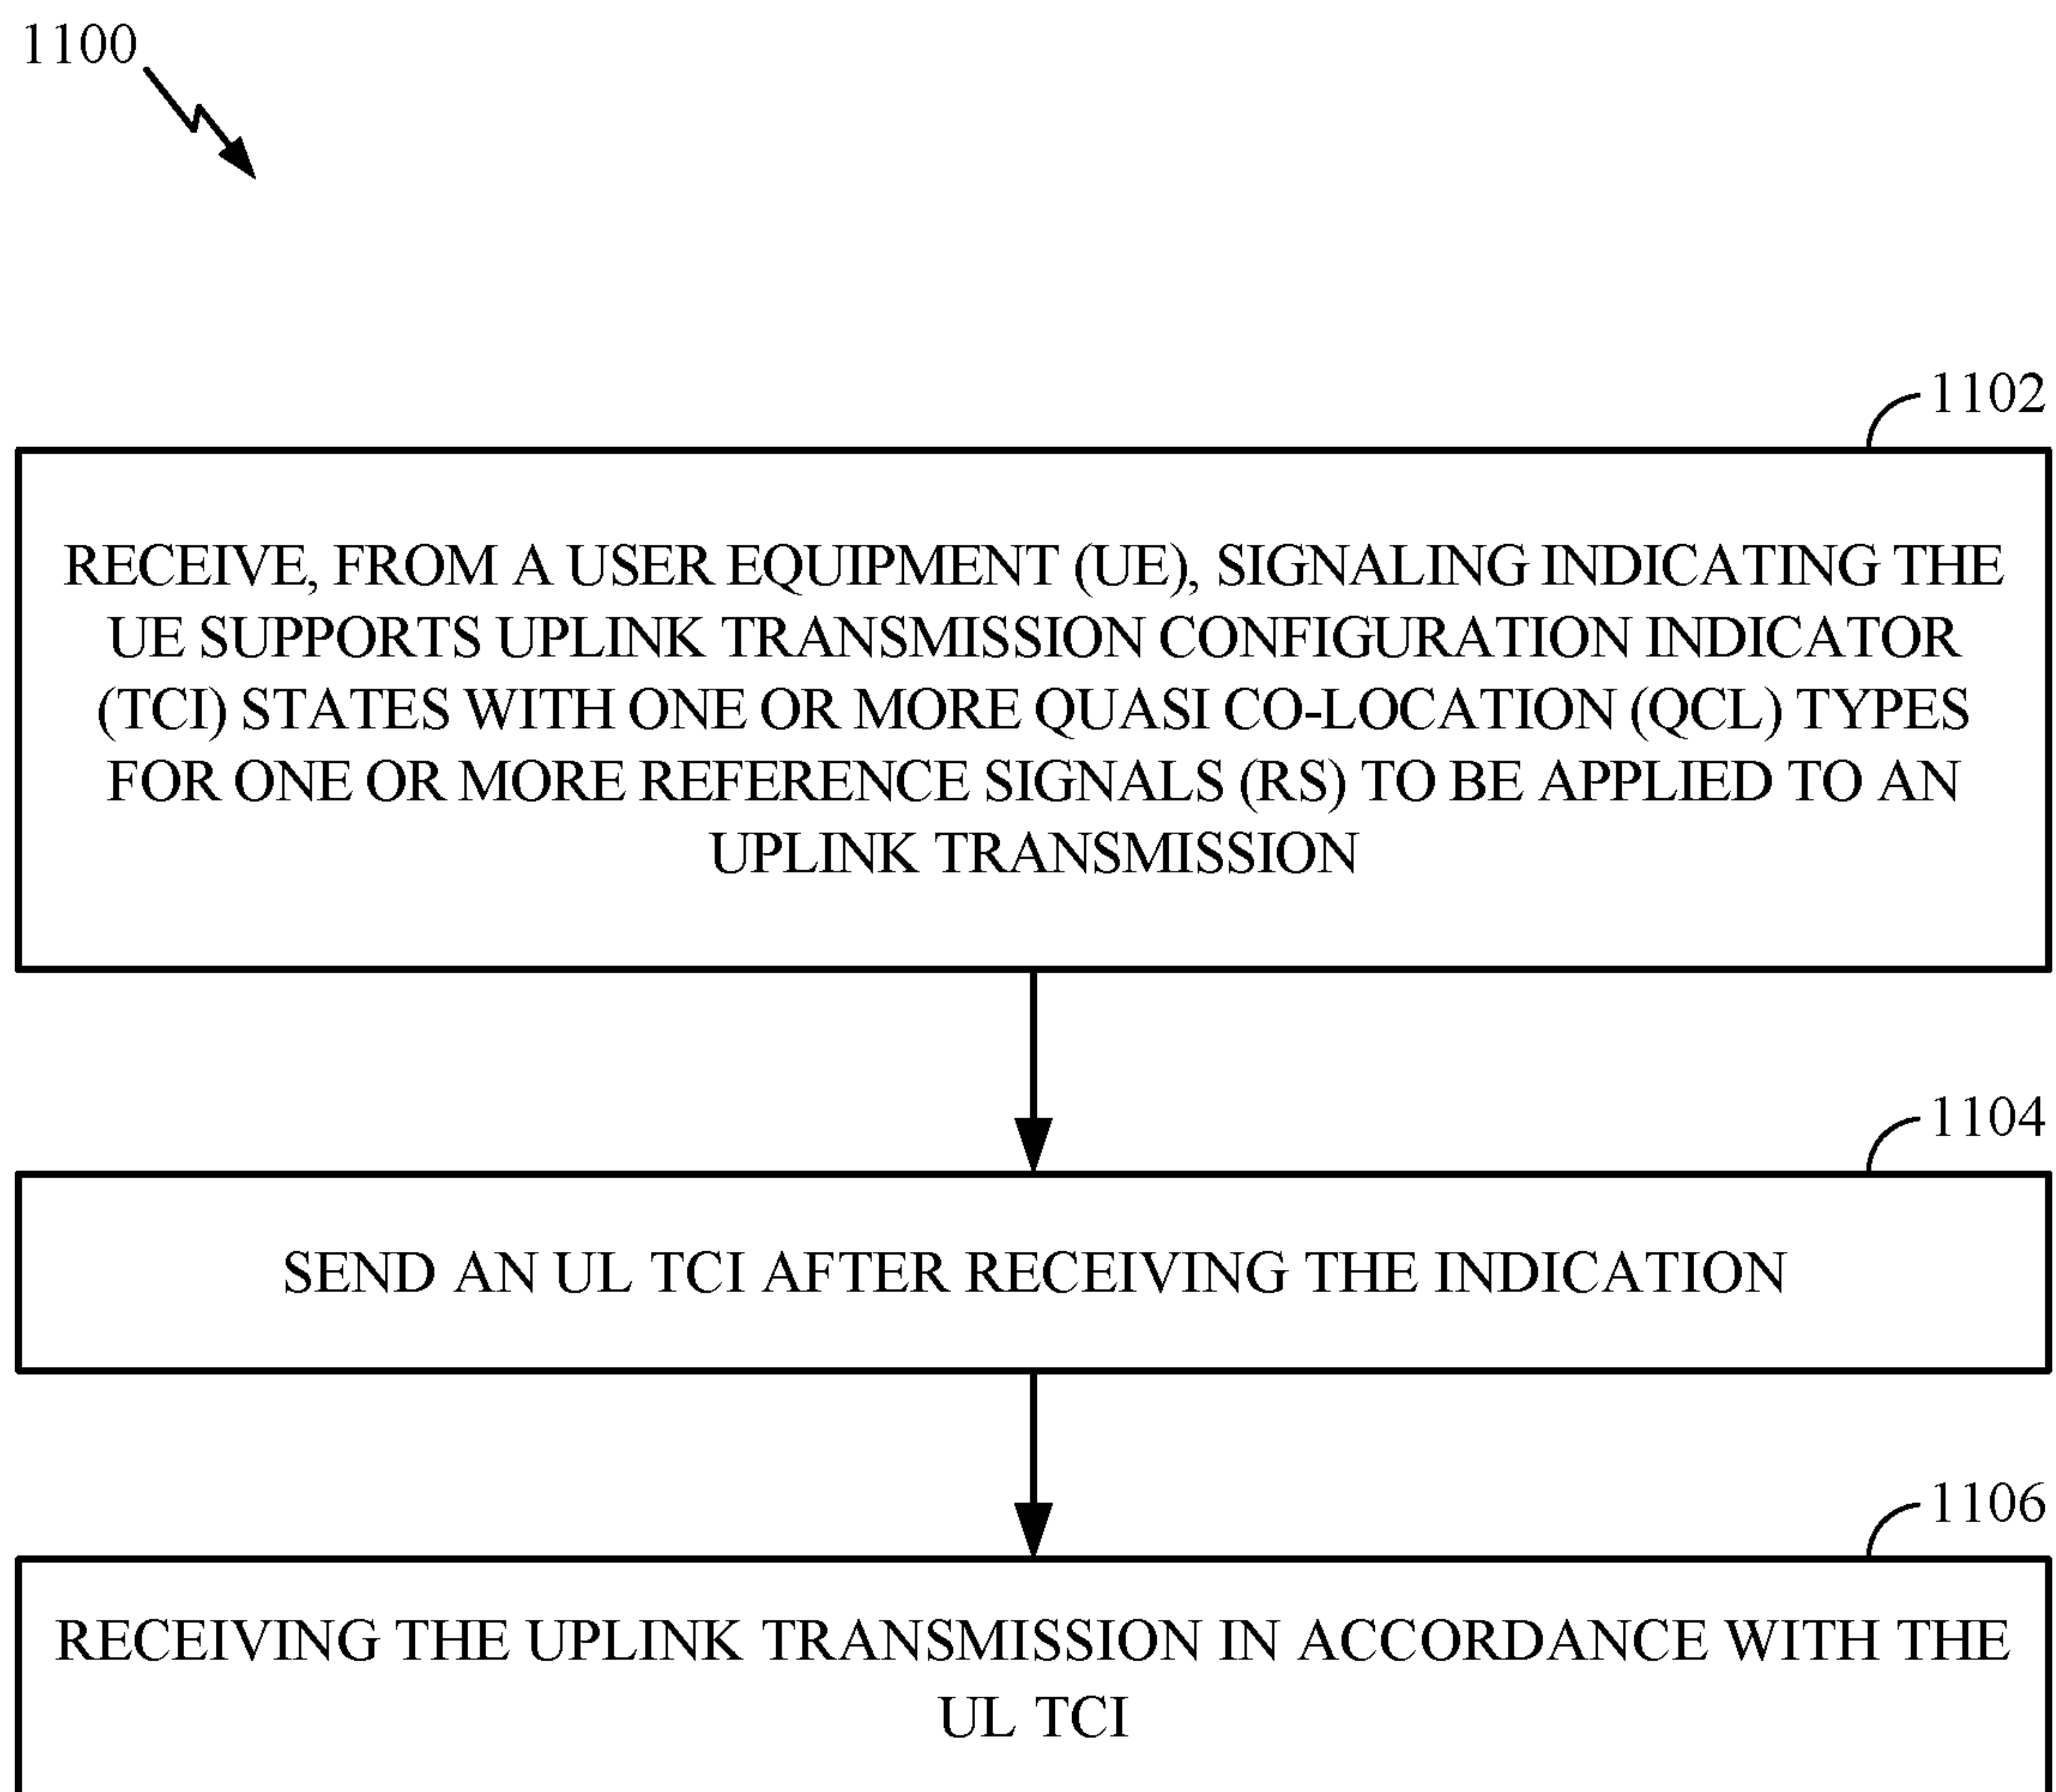 1100
1102
RECEIVE, FROM A USER EQUIPMENT (UE), SIGNALING INDICATING THE
UE SUPPORTS UPLINK TRANSMISSION CONFIGURATION INDICATOR
(TCI) STATES WITH ONE OR MORE QUASI CO-LOCATION (QCL) TYPES
FOR ONE OR MORE REFERENCE SIGNALS (RS) TO BE APPLIED TO AN
UPLINK TRANSMISSION
1104
SEND AN UL TCI AFTER RECEIVING THE INDICATION
1106
RECEIVING THE UPLINK TRANSMISSION IN ACCORDANCE WITH THE
UL TCI